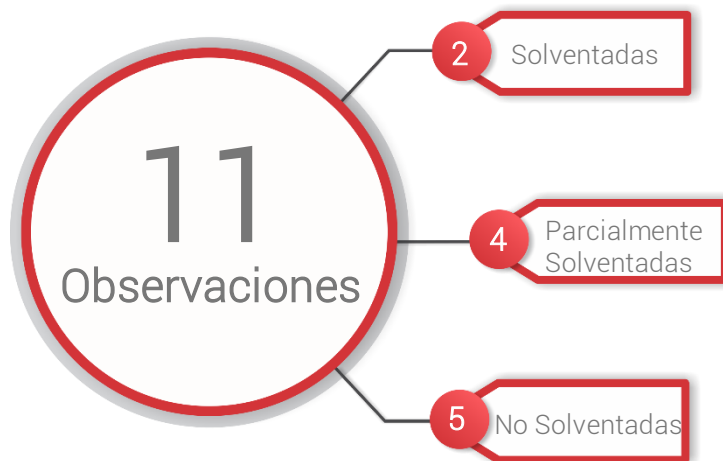 11
Observaciones
2
Solventadas
4
Parcialmente
Solventadas
5
No Solventadas